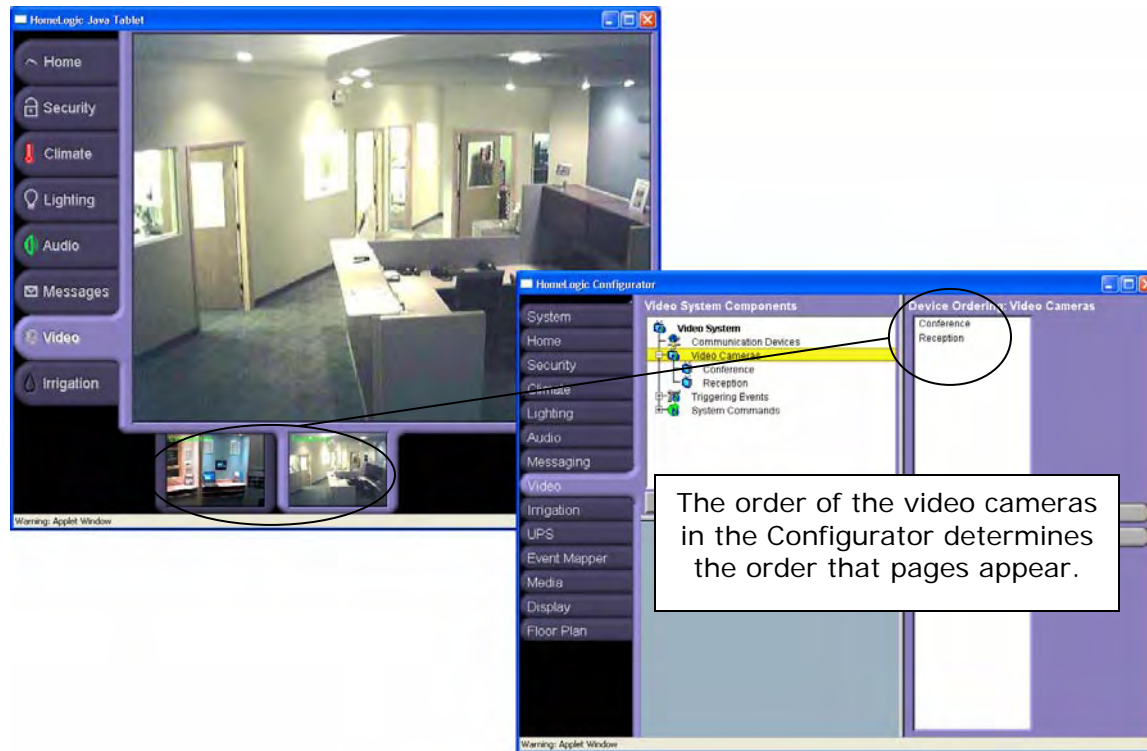 HomeLogic Java Tablet
Home
Security
Climate
Lighting
Audio
Messages
Video
Irrigation
Warning: Applet Window
HomeLogic Configurator
System
Home
Security
Climate
Lighting
Audio
Messaging
Video
Irrigation
UPS
Event Mapper
Media
Display
Floor Plan
Video System Components
Video System
Communication Devices
Video Cameras
Conference
Reception
Triggering Events
System Commands
Device Ordering: Video Cameras
Conference
Reception
The order of the video cameras
in the Configurator determines
the order that pages appear.
Warning: Applet Window